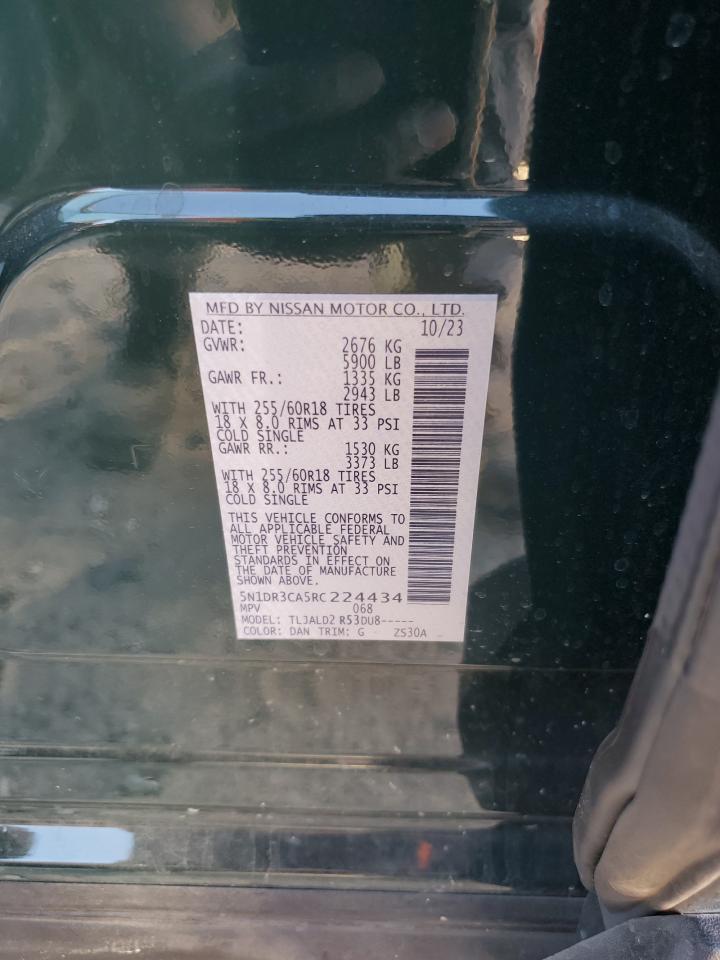 MFD BY NISSAN MOTOR CO., LTD.
DATE: 10/23
GVWR: 2676 KG
5900 LB
GAWR FR.: 1335 KG
2943 LB
WITH 255/60R18 TIRES
18 X 8.0 RIMS AT 33 PSI
COLD SINGLE
GAWR RR.: 1530 KG
3373 LB
WITH 255/60R18 TIRES
18 X 8.0 RIMS AT 33 PSI
COLD SINGLE
THIS VEHICLE CONFORMS TO
ALL APPLICABLE FEDERAL
MOTOR VEHICLE SAFETY AND
THEFT PREVENTION
STANDARDS IN EFFECT ON
THE DATE OF MANUFACTURE
SHOWN ABOVE.
5N1DR3CA5RC224434
MPV 068
MODEL: TLJALD2 R53DU8-----
COLOR: DAN TRIM: G ZS30A